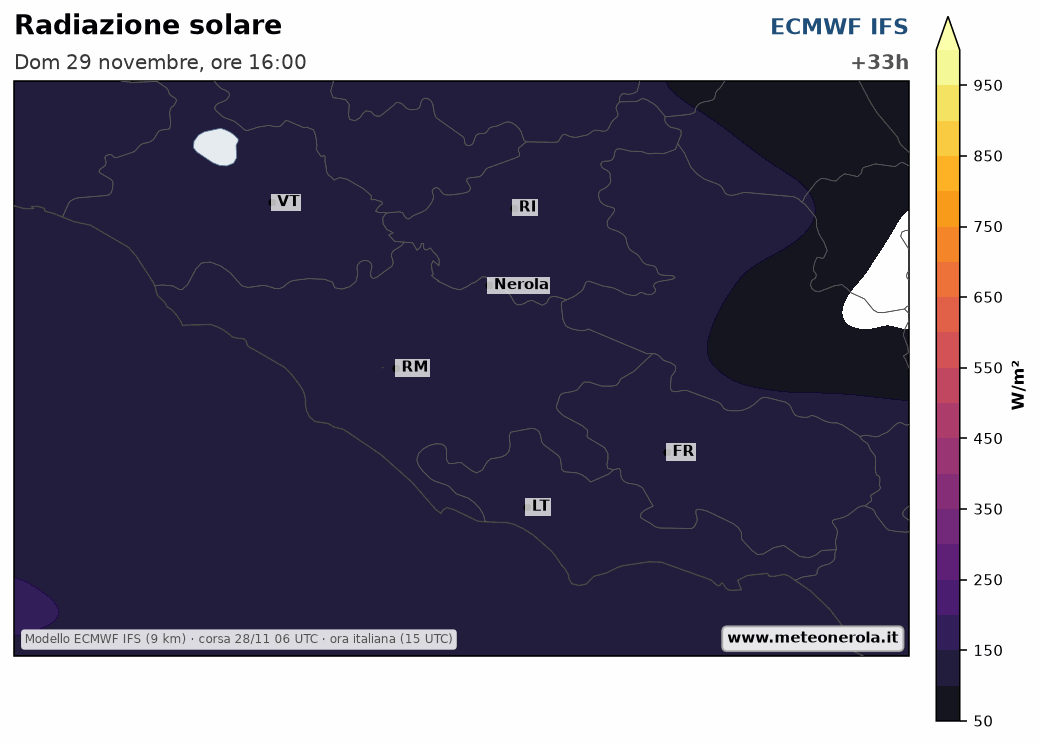 Radiazione solare
ECMWF IFS
Dom 29 novembre, ore 16:00
+33h
VT
RI
Nerola
RM
FR
LT
Modello ECMWF IFS (9 km) · corsa 28/11 06 UTC · ora italiana (15 UTC)
www.meteonerola.it
950
850
750
650
550
450
350
250
150
50
W/m²